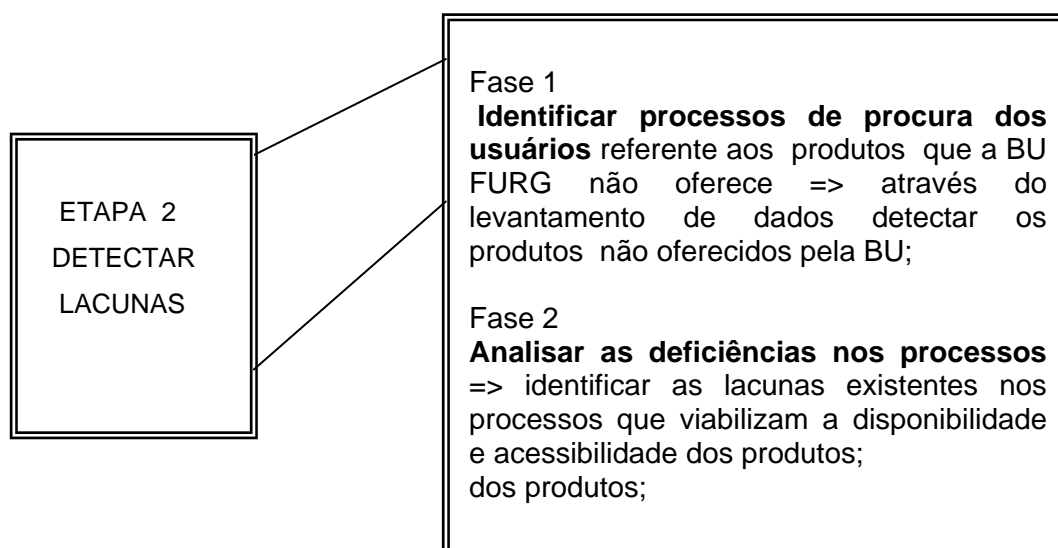 ETAPA 2
DETECTAR
LACUNAS
Fase 1
Identificar processos de procura dos
usuários referente aos produtos que a BU
FURG não oferece => através do
levantamento de dados detectar os
produtos não oferecidos pela BU;
Fase 2
Analisar as deficiências nos processos
=> identificar as lacunas existentes nos
processos que viabilizam a disponibilidade
e acessibilidade dos produtos;
dos produtos;